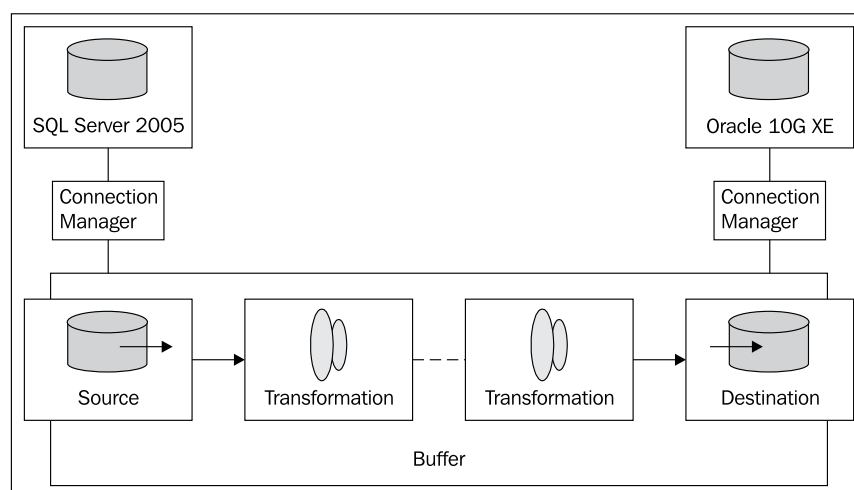 SQL Server 2005
Oracle 10G XE
Connection
Manager
Connection
Manager
Source
Transformation
Transformation
Destination
Buffer